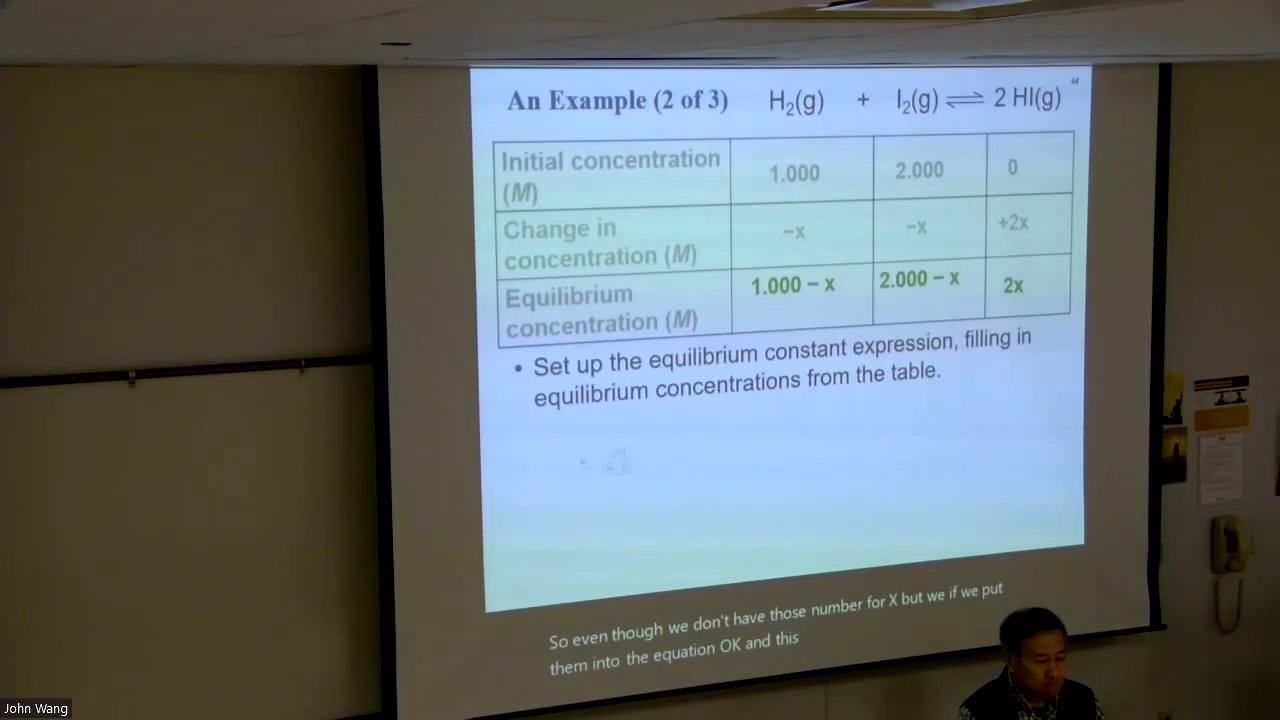 An Example (2 of 3) H₂(g) + I₂(g) ⇌ 2 HI(g)
Initial concentration (M) 1.000 2.000 0
Change in concentration (M) −x −x +2x
Equilibrium concentration (M) 1.000 − x 2.000 − x 2x
• Set up the equilibrium constant expression, filling in
equilibrium concentrations from the table.
So even though we don't have those number for X but we if we put
them into the equation OK and this
John Wang